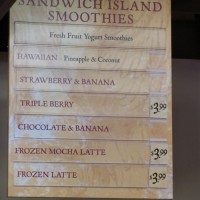 SANDWICH ISLAND
SMOOTHIES
Fresh Fruit Yogurt Smoothies
HAWAIIAN - Pineapple & Coconut
STRAWBERRY & BANANA
TRIPLE BERRY $3.99
CHOCOLATE & BANANA
FROZEN MOCHA LATTE $3.99
FROZEN LATTE $3.99